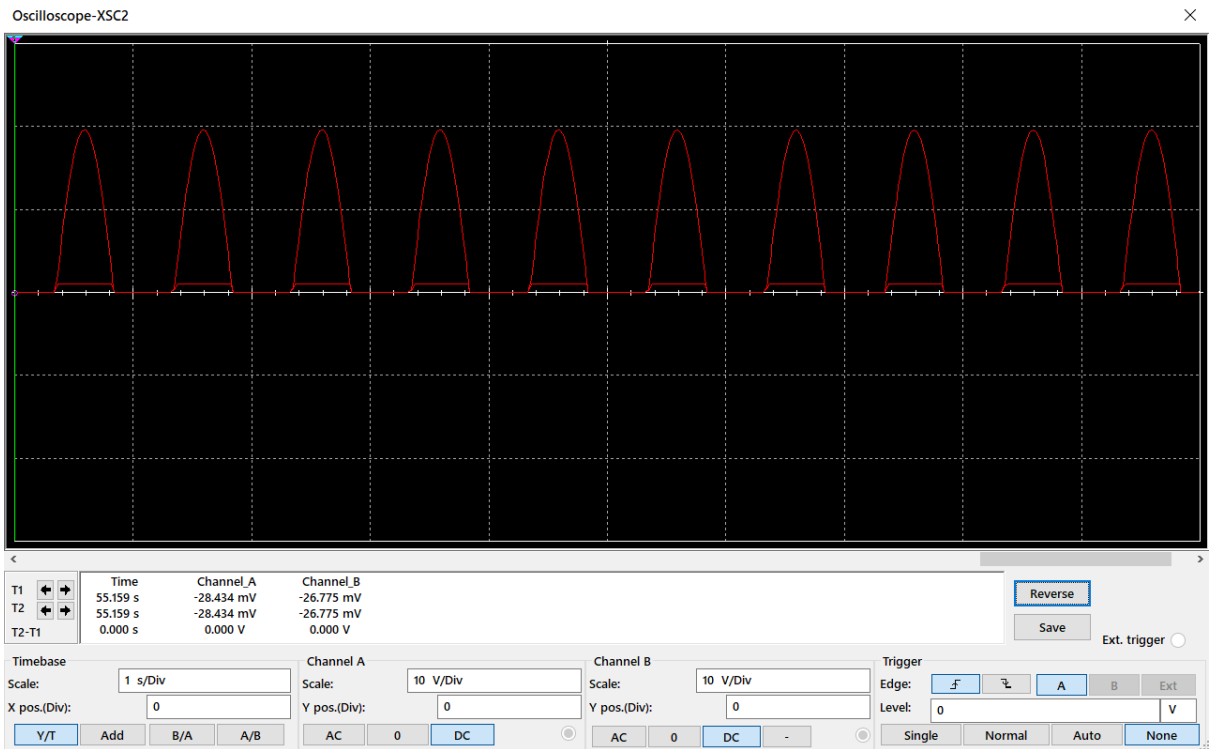 Oscilloscope-XSC2
Time Channel_A Channel_B
T1 55.159 s -28.434 mV -26.775 mV
T2 55.159 s -28.434 mV -26.775 mV
T2-T1 0.000 s 0.000 V 0.000 V
Reverse
Save
Ext. trigger
Timebase
Scale: 1 s/Div
X pos.(Div): 0
Y/T Add B/A A/B
Channel A
Scale: 10 V/Div
Y pos.(Div): 0
AC 0 DC
Channel B
Scale: 10 V/Div
Y pos.(Div): 0
AC 0 DC -
Trigger
Edge: A B Ext
Level: 0 V
Single Normal Auto None